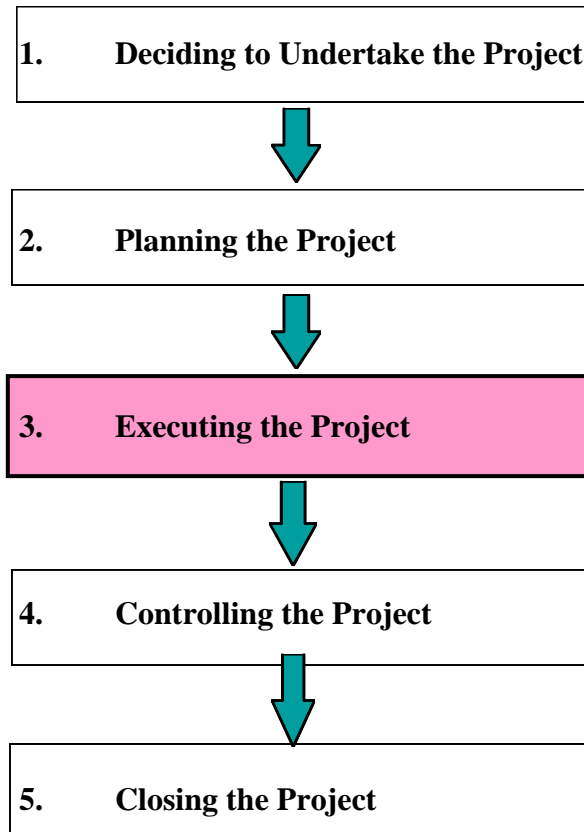 1. Deciding to Undertake the Project
2. Planning the Project
3. Executing the Project
4. Controlling the Project
5. Closing the Project